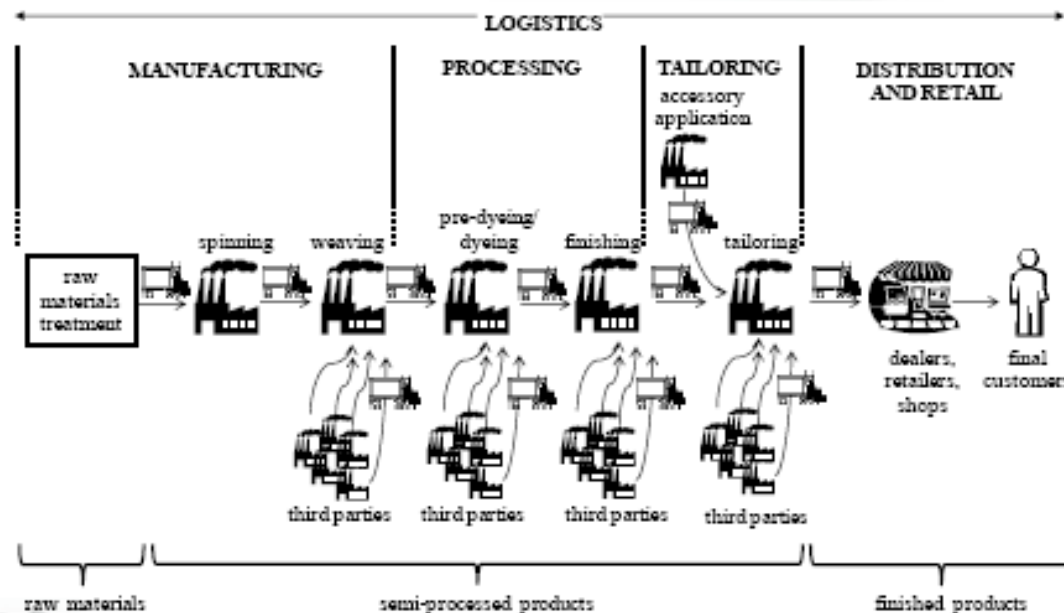 LOGISTICS
MANUFACTURING
PROCESSING
TAILORING
DISTRIBUTION
AND RETAIL
accessory
application
pre-dyeing/
dyeing
spinning
weaving
finishing
tailoring
raw
materials
treatment
dealers,
retailers,
shops
final
customer
third parties
third parties
third parties
third parties
raw materials
semi-processed products
finished products